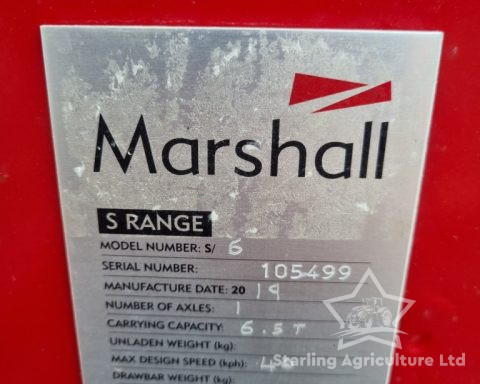 Marshall
S RANGE
MODEL NUMBER: S/ 6
SERIAL NUMBER: 105499
MANUFACTURE DATE: 20 19
NUMBER OF AXLES: 1
CARRYING CAPACITY: 6.5T
UNLADEN WEIGHT (kg):
MAX DESIGN SPEED (kph):
DRAWBAR WEIGHT (kg):
Starling Agriculture Ltd